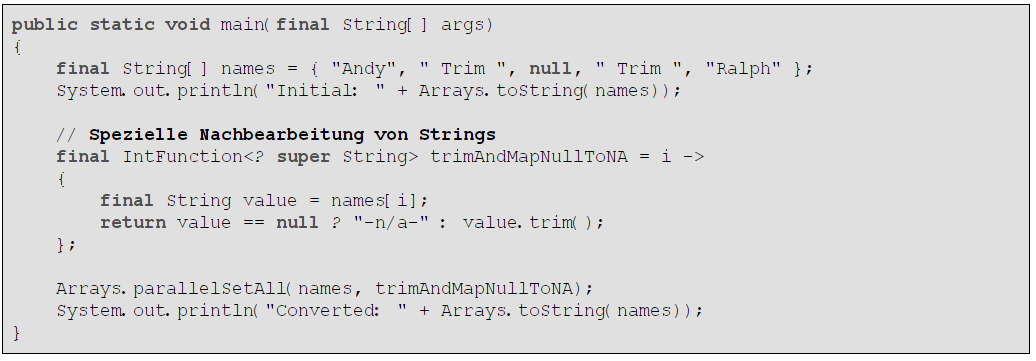 public static void main(final String[] args)
{
    final String[] names = { "Andy", " Trim ", null, " Trim ", "Ralph" };
    System.out.println("Initial: " + Arrays.toString(names));

    // Spezielle Nachbearbeitung von Strings
    final IntFunction<? super String> trimAndMapNullToNA = i ->
    {
        final String value = names[i];
        return value == null ? "-n/a-" : value.trim();
    };

    Arrays.parallelSetAll(names, trimAndMapNullToNA);
    System.out.println("Converted: " + Arrays.toString(names));
}